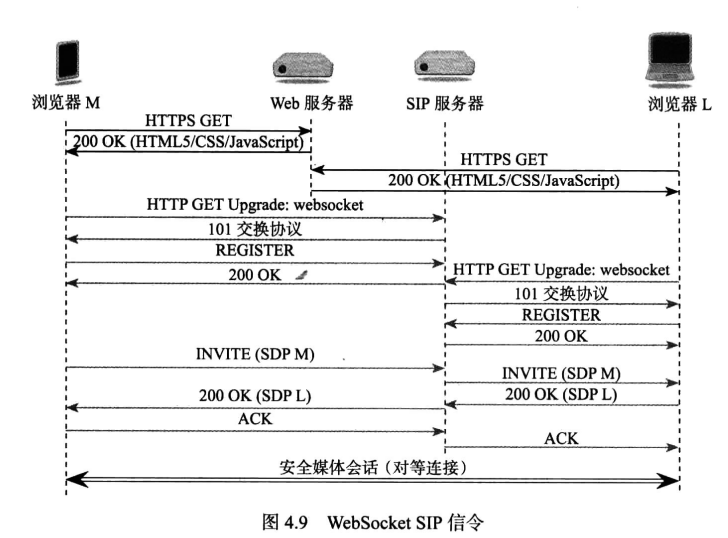 浏览器 M
Web 服务器
SIP 服务器
浏览器 L
HTTPS GET
200 OK (HTML5/CSS/JavaScript)
HTTPS GET
200 OK (HTML5/CSS/JavaScript)
HTTP GET Upgrade: websocket
101 交换协议
REGISTER
200 OK
HTTP GET Upgrade: websocket
101 交换协议
REGISTER
200 OK
INVITE (SDP M)
INVITE (SDP M)
200 OK (SDP L)
200 OK (SDP L)
ACK
ACK
安全媒体会话（对等连接）
图 4.9 WebSocket SIP 信令